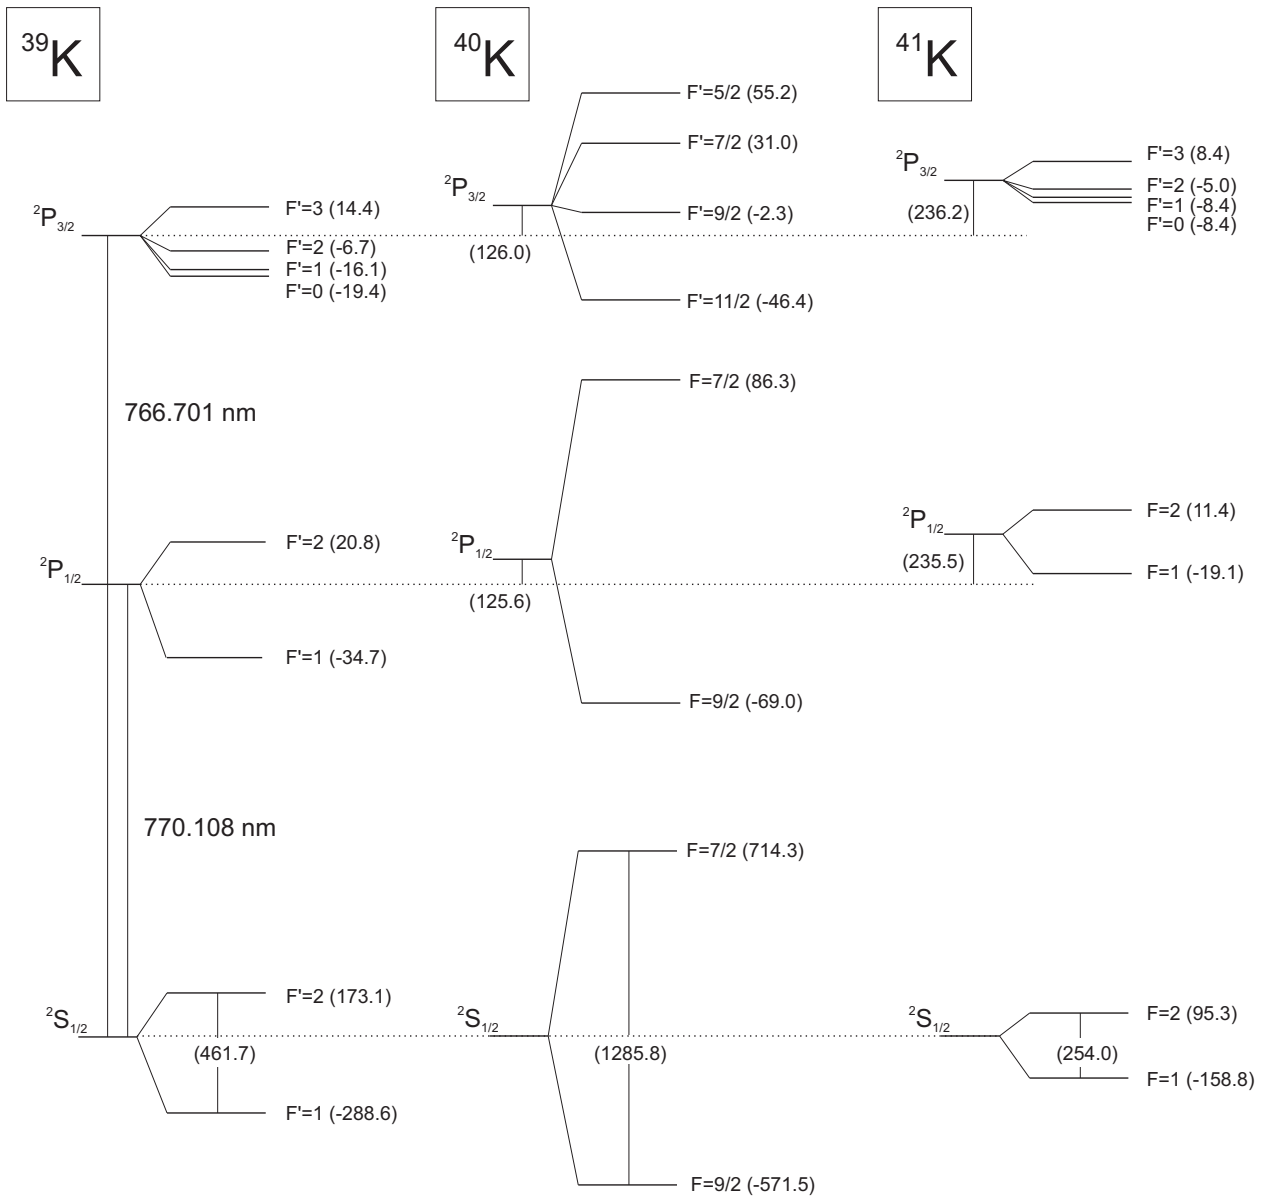 39K
40K
41K
²P3/2
F'=3 (14.4)
F'=2 (-6.7)
F'=1 (-16.1)
F'=0 (-19.4)
²P3/2
(126.0)
F'=5/2 (55.2)
F'=7/2 (31.0)
F'=9/2 (-2.3)
F'=11/2 (-46.4)
²P3/2
(236.2)
F'=3 (8.4)
F'=2 (-5.0)
F'=1 (-8.4)
F'=0 (-8.4)
766.701 nm
²P1/2
F'=2 (20.8)
F'=1 (-34.7)
²P1/2
(125.6)
F=7/2 (86.3)
F=9/2 (-69.0)
²P1/2
(235.5)
F=2 (11.4)
F=1 (-19.1)
770.108 nm
²S1/2
F'=2 (173.1)
(461.7)
F'=1 (-288.6)
²S1/2
F=7/2 (714.3)
(1285.8)
F=9/2 (-571.5)
²S1/2
F=2 (95.3)
(254.0)
F=1 (-158.8)